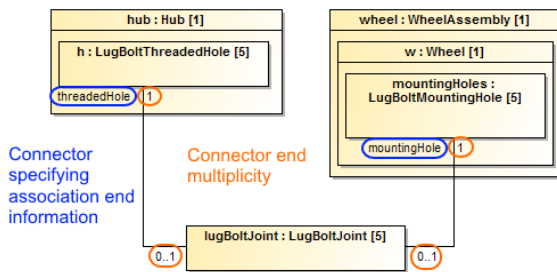 hub : Hub [1]
h : LugBoltThreadedHole [5]
threadedHole 1
wheel : WheelAssembly [1]
w : Wheel [1]
mountingHoles :
LugBoltMountingHole [5]
mountingHole 1
Connector
specifying
association end
information
Connector end
multiplicity
0..1
lugBoltJoint : LugBoltJoint [5]
0..1